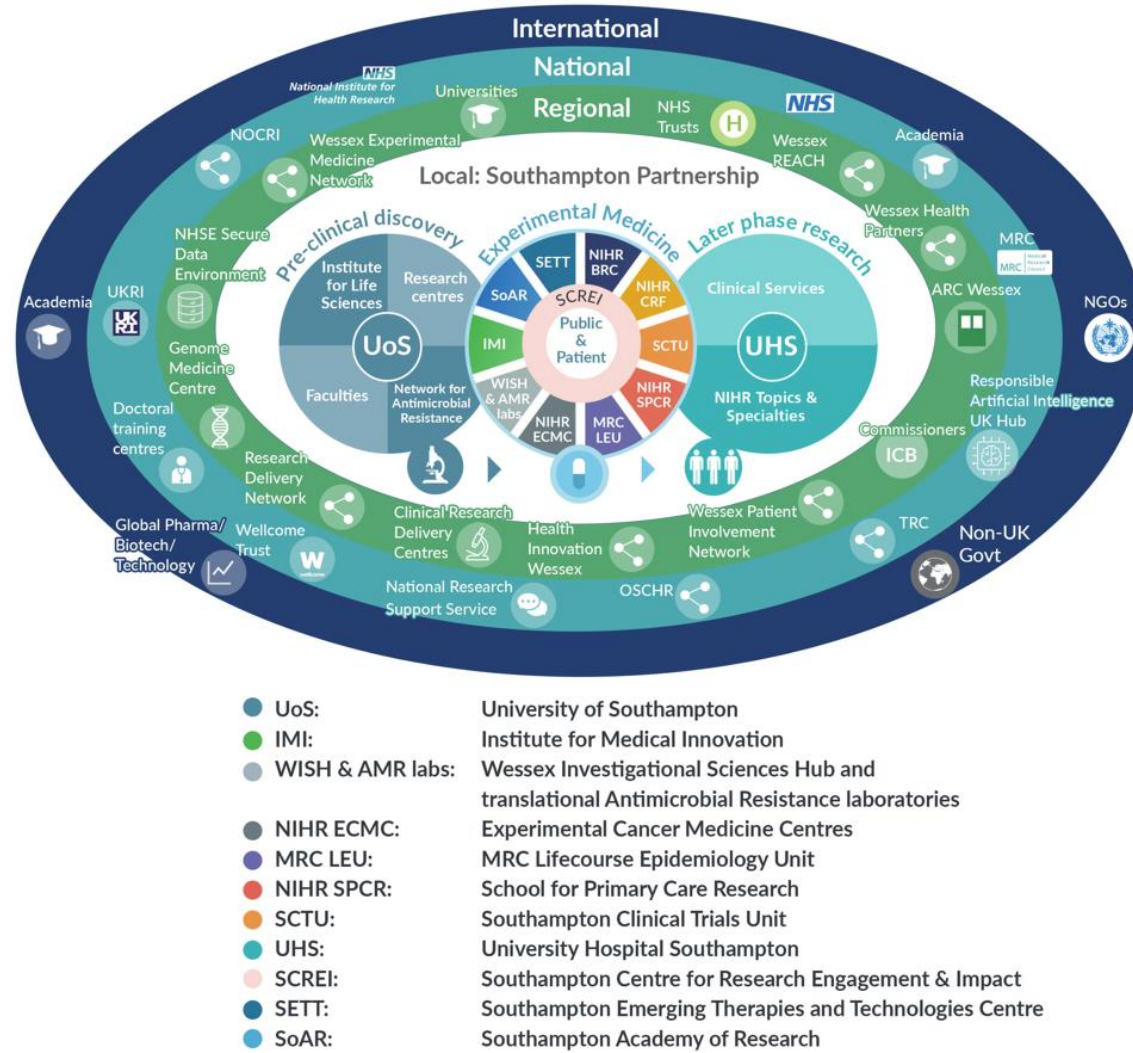 International
National
Regional
NHS
National Institute for
Health Research
Universities
NHS
Trusts
H
NHS
NOCRI
Wessex Experimental
Medicine
Network
Wessex
REACH
Academia
Local: Southampton Partnership
Wessex Health
Partners
NHSE Secure
Data
Environment
Pre-clinical discovery
Experimental Medicine
Later phase research
MRC
MRC
Academia
UKRI
UK
RI
ARC Wessex
NGOs
Institute
for Life
Sciences
Research
centres
UoS
Faculties
Network for
Antimicrobial
Resistance
SETT
NIHR
BRC
SoAR
NIHR
CRF
SCREI
Public
&
Patient
IMI
SCTU
WISH
& AMR
labs
NIHR
SPCR
NIHR
ECMC
MRC
LEU
Clinical Services
UHS
NIHR Topics &
Specialties
Genome
Medicine
Centre
Doctoral
training
centres
Responsible
Artificial Intelligence
UK Hub
Commissioners
ICB
Research
Delivery
Network
Clinical Research
Delivery
Centres
Health
Innovation
Wessex
Wessex Patient
Involvement
Network
Global Pharma/
Biotech/
Technology
Wellcome
Trust
W
wellcome
TRC
Non-UK
Govt
National Research
Support Service
OSCHR
UoS: University of Southampton
IMI: Institute for Medical Innovation
WISH & AMR labs: Wessex Investigational Sciences Hub and
translational Antimicrobial Resistance laboratories
NIHR ECMC: Experimental Cancer Medicine Centres
MRC LEU: MRC Lifecourse Epidemiology Unit
NIHR SPCR: School for Primary Care Research
SCTU: Southampton Clinical Trials Unit
UHS: University Hospital Southampton
SCREI: Southampton Centre for Research Engagement & Impact
SETT: Southampton Emerging Therapies and Technologies Centre
SoAR: Southampton Academy of Research